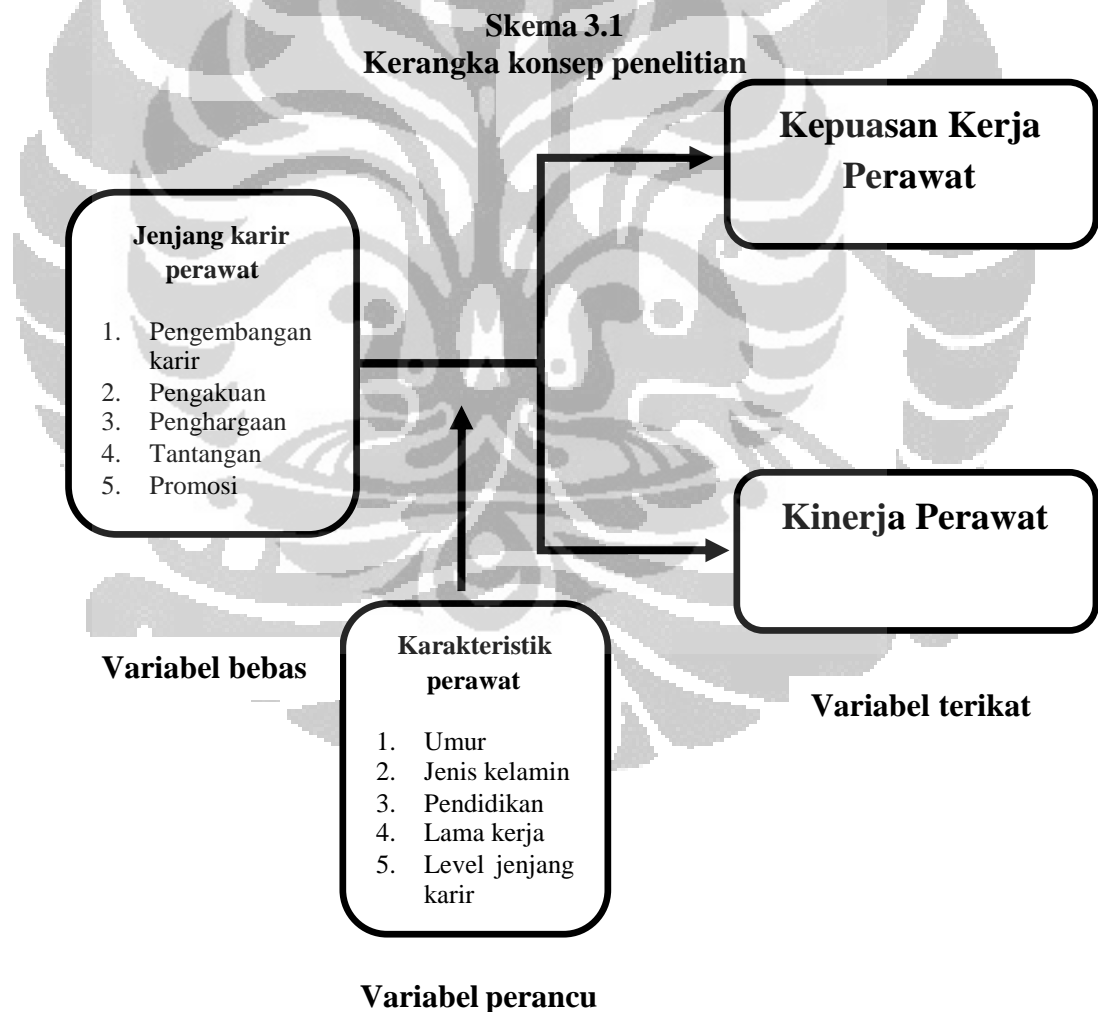 Skema 3.1
Kerangka konsep penelitian
Kepuasan Kerja
Perawat
Jenjang karir
perawat
1. Pengembangan
karir
2. Pengakuan
3. Penghargaan
4. Tantangan
5. Promosi
Kinerja Perawat
Variabel bebas
Karakteristik
perawat
1. Umur
2. Jenis kelamin
3. Pendidikan
4. Lama kerja
5. Level jenjang
karir
Variabel terikat
Variabel perancu